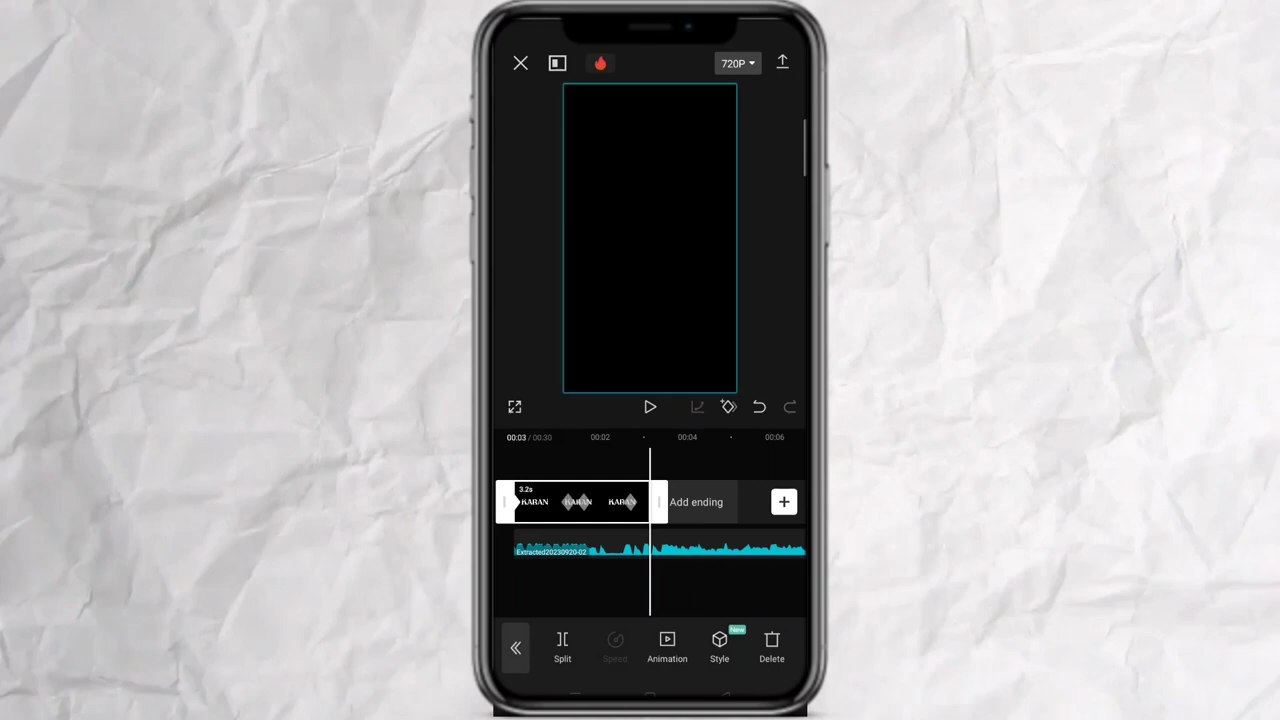 720P
00:03 / 00:30 00:02 00:04 00:06
3.2s
KARAN KARAN KARAN
Add ending
Extracted20230920-02
New
Split Speed Animation Style Delete